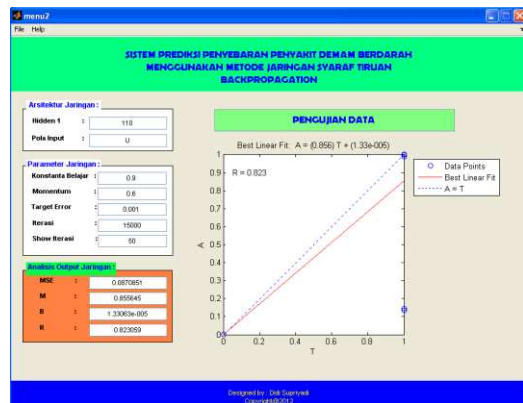 menu2
File Help
SISTEM PREDIKSI PENYEBARAN PENYAKIT DEMAM BERDARAH
MENGGUNAKAN METODE JARINGAN SYARAF TIRUAN
BACKPROPAGATION
Arsitektur Jaringan :
Hidden 1 : 110
Pola Input : U
Parameter Jaringan :
Konstanta Belajar : 0.9
Momentum : 0.6
Target Error : 0.001
Iterasi : 15000
Show Iterasi : 50
Analisis Output Jaringan :
MSE : 0.0870851
M : 0.855645
B : 1.33063e-005
R : 0.823059
PENGUJIAN DATA
Best Linear Fit: A = (0.856) T + (1.33e-005)
R = 0.823
Data Points
Best Linear Fit
A = T
A
1
0.9
0.8
0.7
0.6
0.5
0.4
0.3
0.2
0.1
0
0 0.2 0.4 0.6 0.8 1
T
Designed by : Didi Supriyadi
Copyright@2012